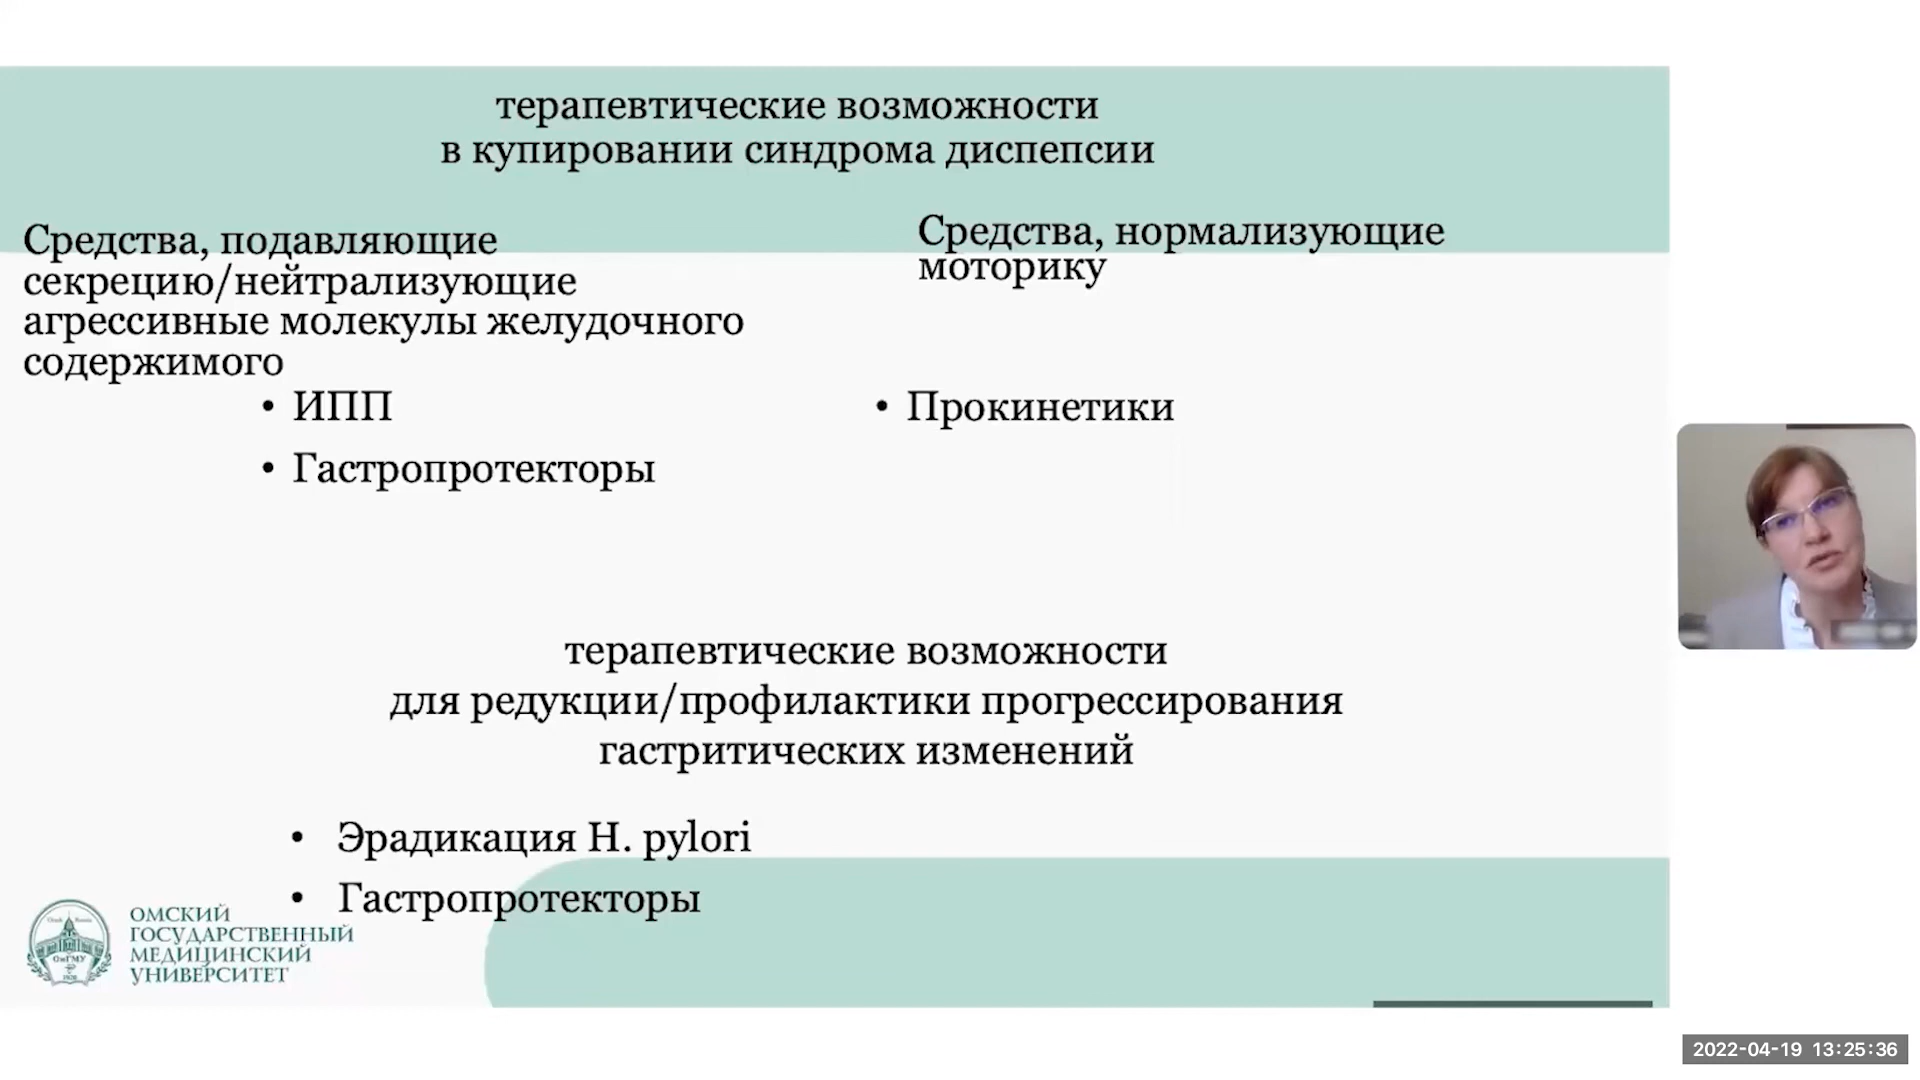 терапевтические возможности
в купировании синдрома диспепсии
Средства, подавляющие
секрецию/нейтрализующие
агрессивные молекулы желудочного
содержимого
• ИПП
• Гастропротекторы
Средства, нормализующие
моторику
• Прокинетики
терапевтические возможности
для редукции/профилактики прогрессирования
гастритических изменений
• Эрадикация H. pylori
• Гастропротекторы
ОМСКИЙ
ГОСУДАРСТВЕННЫЙ
МЕДИЦИНСКИЙ
УНИВЕРСИТЕТ
ОмГМУ
1920
2022-04-19 13:25:36